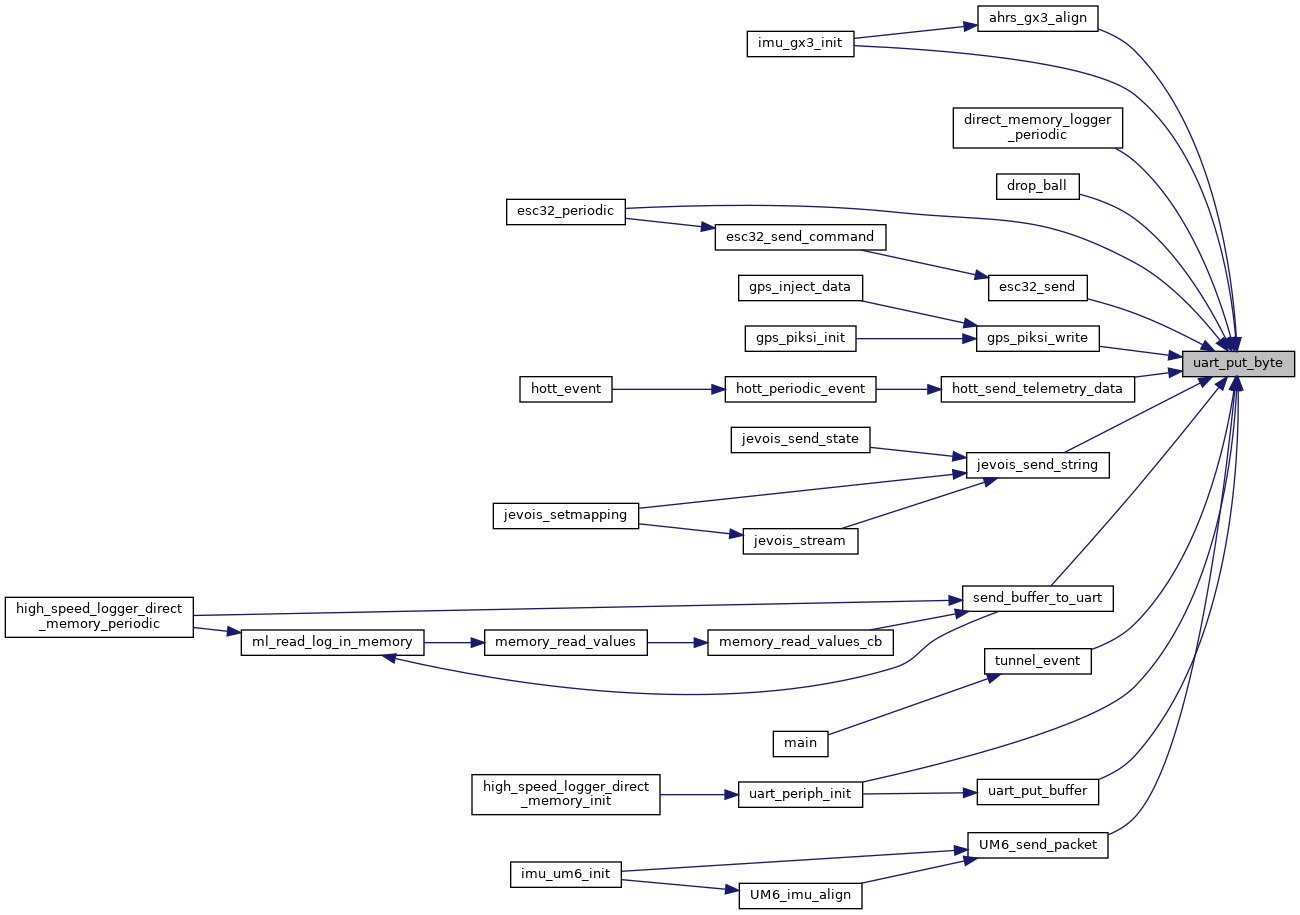 ahrs_gx3_align
imu_gx3_init
direct_memory_logger
_periodic
drop_ball
esc32_periodic
esc32_send_command
esc32_send
gps_inject_data
gps_piksi_init
gps_piksi_write
uart_put_byte
hott_event
hott_periodic_event
hott_send_telemetry_data
jevois_send_state
jevois_send_string
jevois_setmapping
jevois_stream
high_speed_logger_direct
_memory_periodic
send_buffer_to_uart
ml_read_log_in_memory
memory_read_values
memory_read_values_cb
tunnel_event
main
high_speed_logger_direct
_memory_init
uart_periph_init
uart_put_buffer
UM6_send_packet
imu_um6_init
UM6_imu_align